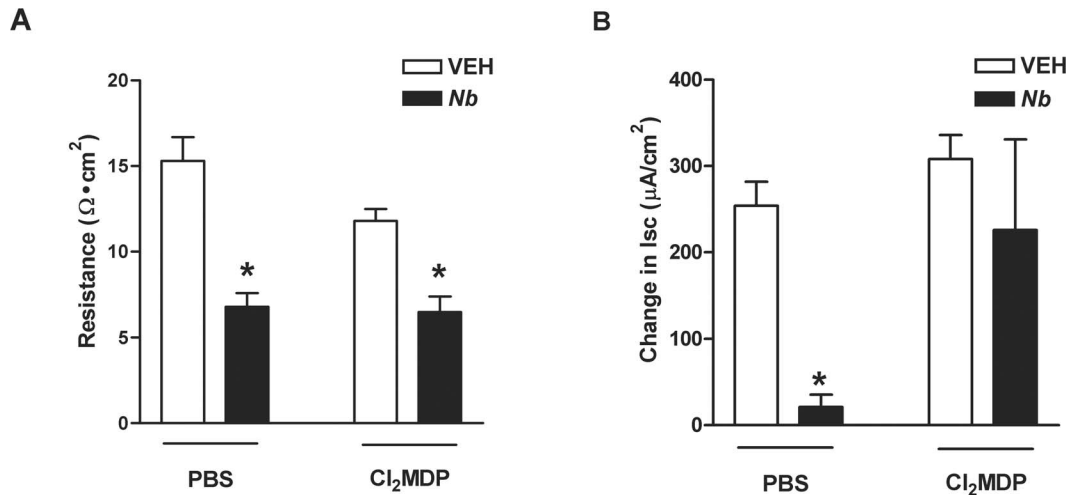 A
VEH
Nb
Resistance (Ω•cm²)
20
15
10
5
0
*
*
PBS
Cl₂MDP
B
VEH
Nb
Change in Isc (µA/cm²)
400
300
200
100
0
*
PBS
Cl₂MDP